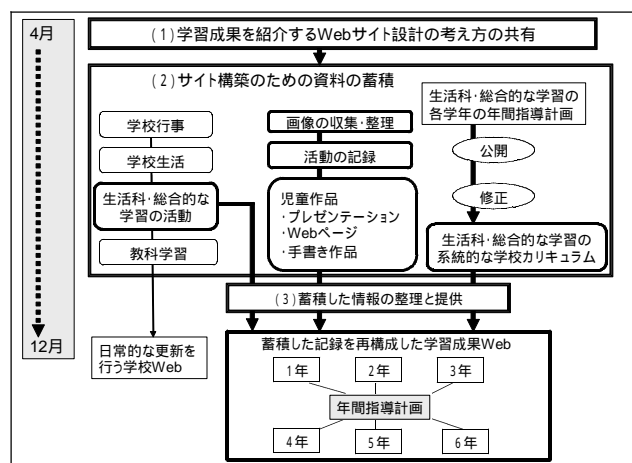 4月
12月
(1)学習成果を紹介するWebサイト設計の考え方の共有
(2)サイト構築のための資料の蓄積
学校行事
学校生活
生活科・総合的な
学習の活動
教科学習
日常的な更新を
行う学校Web
画像の収集・整理
活動の記録
児童作品
・プレゼンテーション
・Webページ
・手書き作品
生活科・総合的な学習の
各学年の年間指導計画
公開
修正
生活科・総合的な学習の
系統的な学校カリキュラム
(3)蓄積した情報の整理と提供
蓄積した記録を再構成した学習成果Web
1年 2年 3年
年間指導計画
4年 5年 6年